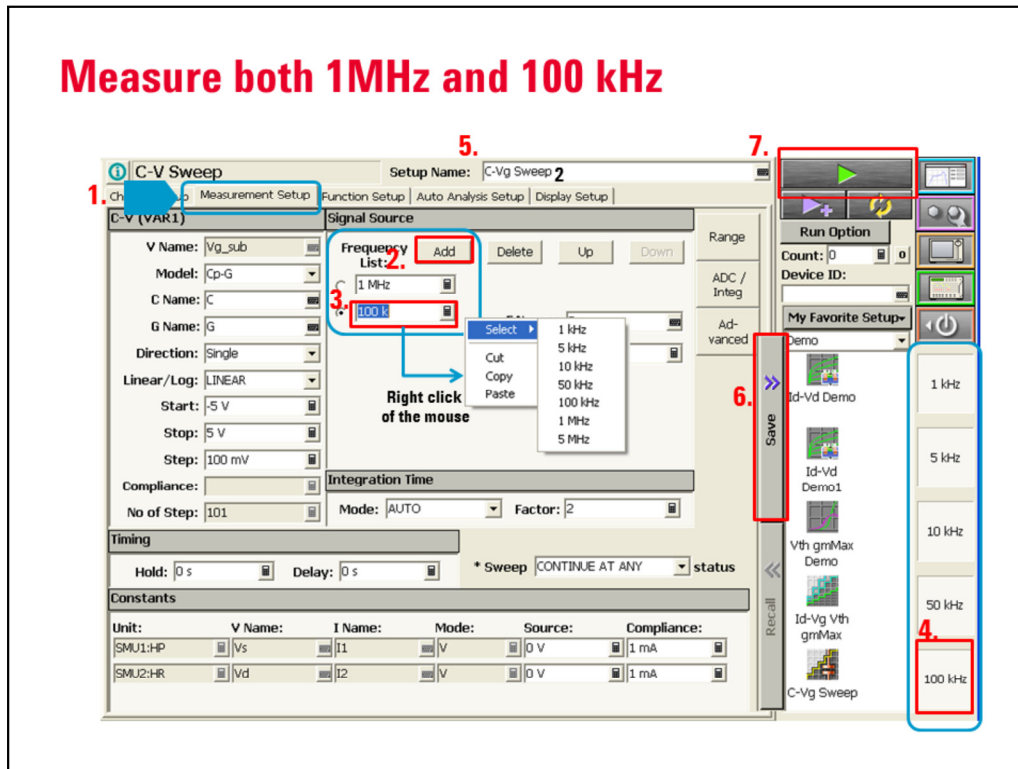 Measure both 1MHz and 100 kHz
5.
7.
C-V Sweep
Setup Name: C-Vg Sweep 2
1.
Measurement Setup
Function Setup
Auto Analysis Setup
Display Setup
C-V (VAR1)
V Name: Vg_sub
Model: Cp-G
C Name: C
G Name: G
Direction: Single
Linear/Log: LINEAR
Start: -5 V
Stop: 5 V
Step: 100 mV
Compliance:
No of Step: 101
Signal Source
Frequency List:
2.
Add
Delete
Up
Down
1 MHz
3.
100 k
Select
Cut
Copy
Paste
1 kHz
5 kHz
10 kHz
50 kHz
100 kHz
1 MHz
5 MHz
Right click
of the mouse
Integration Time
Mode: AUTO
Factor: 2
Range
ADC /
Integ
Ad-
vanced
6.
Save
Recall
Timing
Hold: 0 s
Delay: 0 s
* Sweep CONTINUE AT ANY status
Constants
Unit: V Name: I Name: Mode: Source: Compliance:
SMU1:HP Vs I1 V 0 V 1 mA
SMU2:HR Vd I2 V 0 V 1 mA
Run Option
Count: 0 0
Device ID:
My Favorite Setup
Demo
Id-Vd Demo
Id-Vd
Demo1
Vth gmMax
Demo
Id-Vg Vth
gmMax
C-Vg Sweep
1 kHz
5 kHz
10 kHz
50 kHz
4.
100 kHz